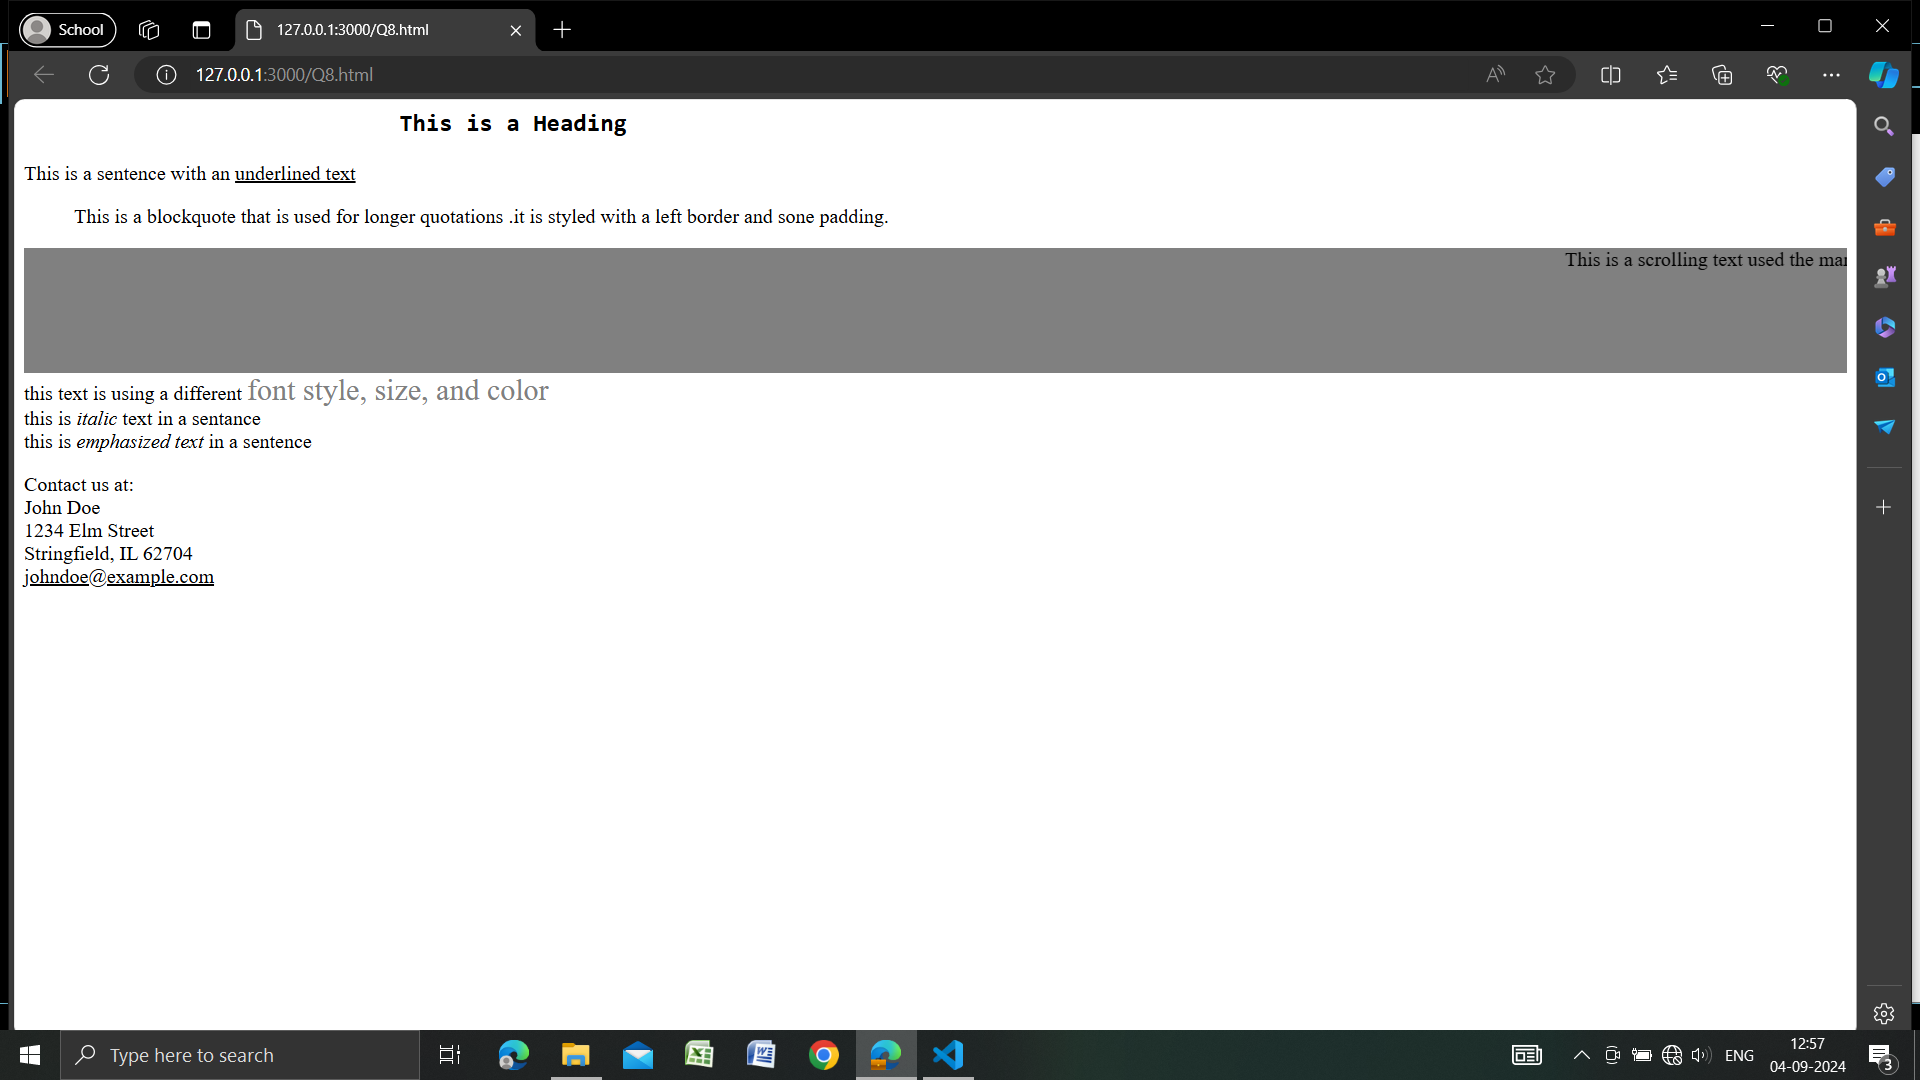 School
127.0.0.1:3000/Q8.html
127.0.0.1:3000/Q8.html
This is a Heading
This is a sentence with an underlined text
This is a blockquote that is used for longer quotations .it is styled with a left border and sone padding.
This is a scrolling text used the mar
this text is using a different font style, size, and color
this is italic text in a sentance
this is emphasized text in a sentence
Contact us at:
John Doe
1234 Elm Street
Stringfield, IL 62704
johndoe@example.com
Type here to search
ENG
12:57
04-09-2024
3